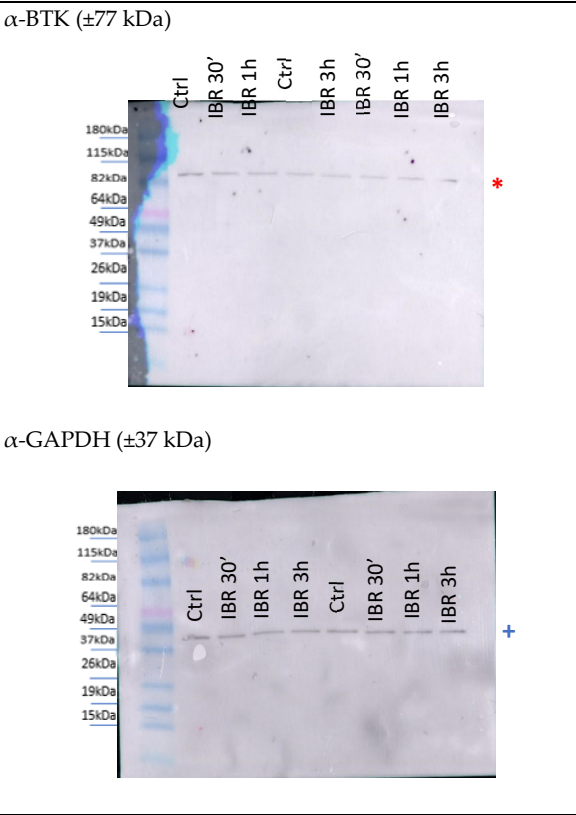 α-BTK (±77 kDa)
Ctrl
IBR 30′
IBR 1h
Ctrl
IBR 3h
IBR 30′
IBR 1h
IBR 3h
180kDa
115kDa
82kDa
64kDa
49kDa
37kDa
26kDa
19kDa
15kDa
*
α-GAPDH (±37 kDa)
Ctrl
IBR 30′
IBR 1h
IBR 3h
Ctrl
IBR 30′
IBR 1h
IBR 3h
180kDa
115kDa
82kDa
64kDa
49kDa
37kDa
26kDa
19kDa
15kDa
+